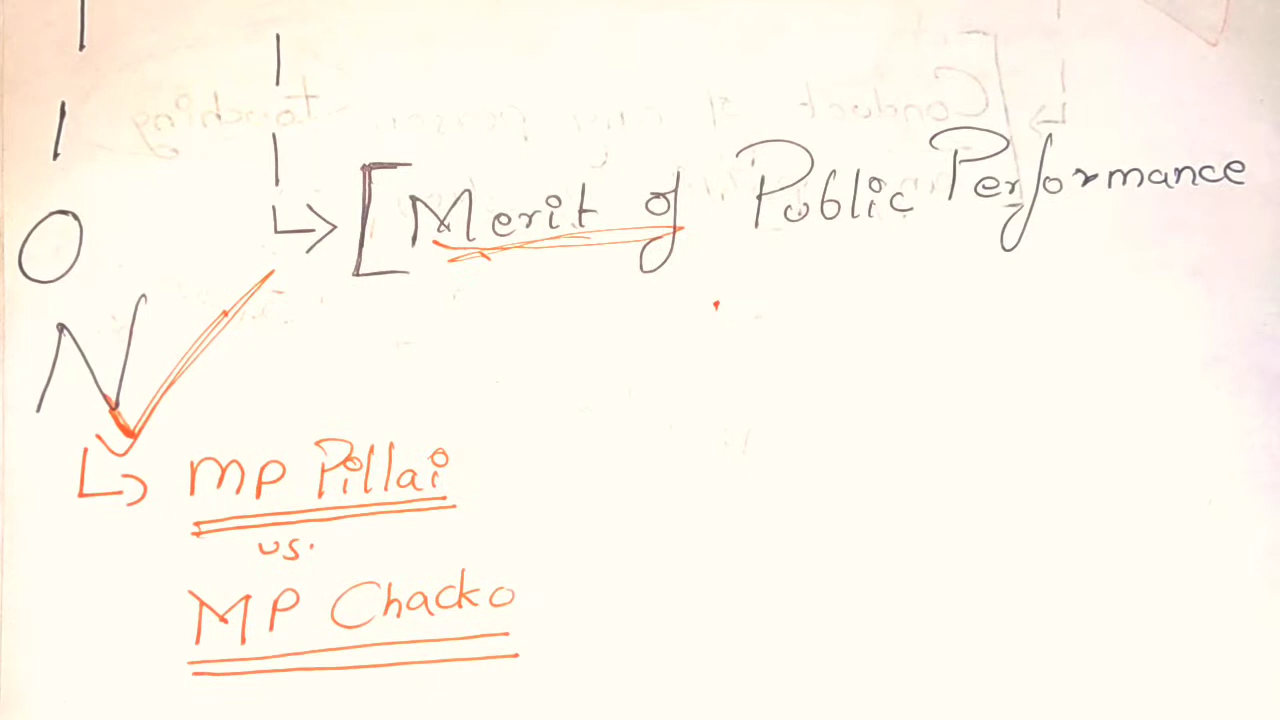 [Merit of Public Performance
O
N
MP Pillai
vs.
MP Chacko